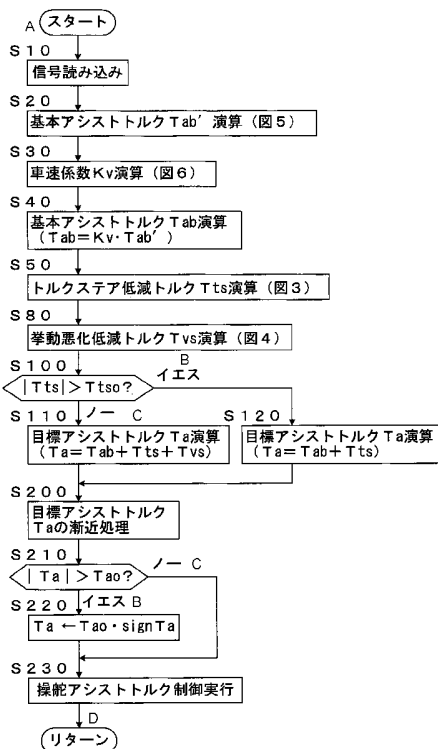 A スタート
S10
信号読み込み
S20
基本アシストトルクTab′演算(図5)
S30
車速係数Kv演算(図6)
S40
基本アシストトルクTab演算
(Tab=Kv・Tab′)
S50
トルクステア低減トルクTts演算(図3)
S80
挙動悪化低減トルクTvs演算(図4)
S100
B
イエス
|Tts|>Ttso?
ノー C
S110
目標アシストトルクTa演算
(Ta=Tab+Tts+Tvs)
S120
目標アシストトルクTa演算
(Ta=Tab+Tts)
S200
目標アシストトルク
Taの漸近処理
S210
|Ta|>Tao?
ノー C
イエス B
S220
Ta ← Tao・signTa
S230
操舵アシストトルク制御実行
D
リターン